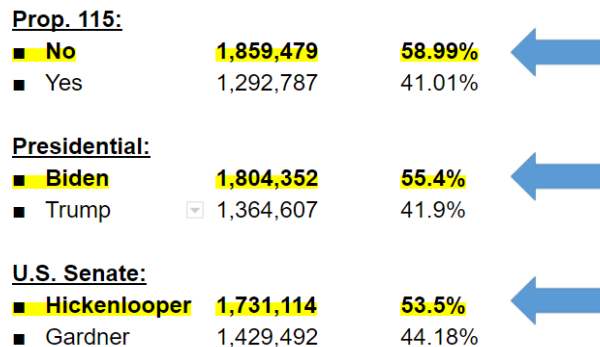 Prop. 115:
■ No 1,859,479 58.99%
■ Yes 1,292,787 41.01%
Presidential:
■ Biden 1,804,352 55.4%
■ Trump 1,364,607 41.9%
U.S. Senate:
■ Hickenlooper 1,731,114 53.5%
■ Gardner 1,429,492 44.18%